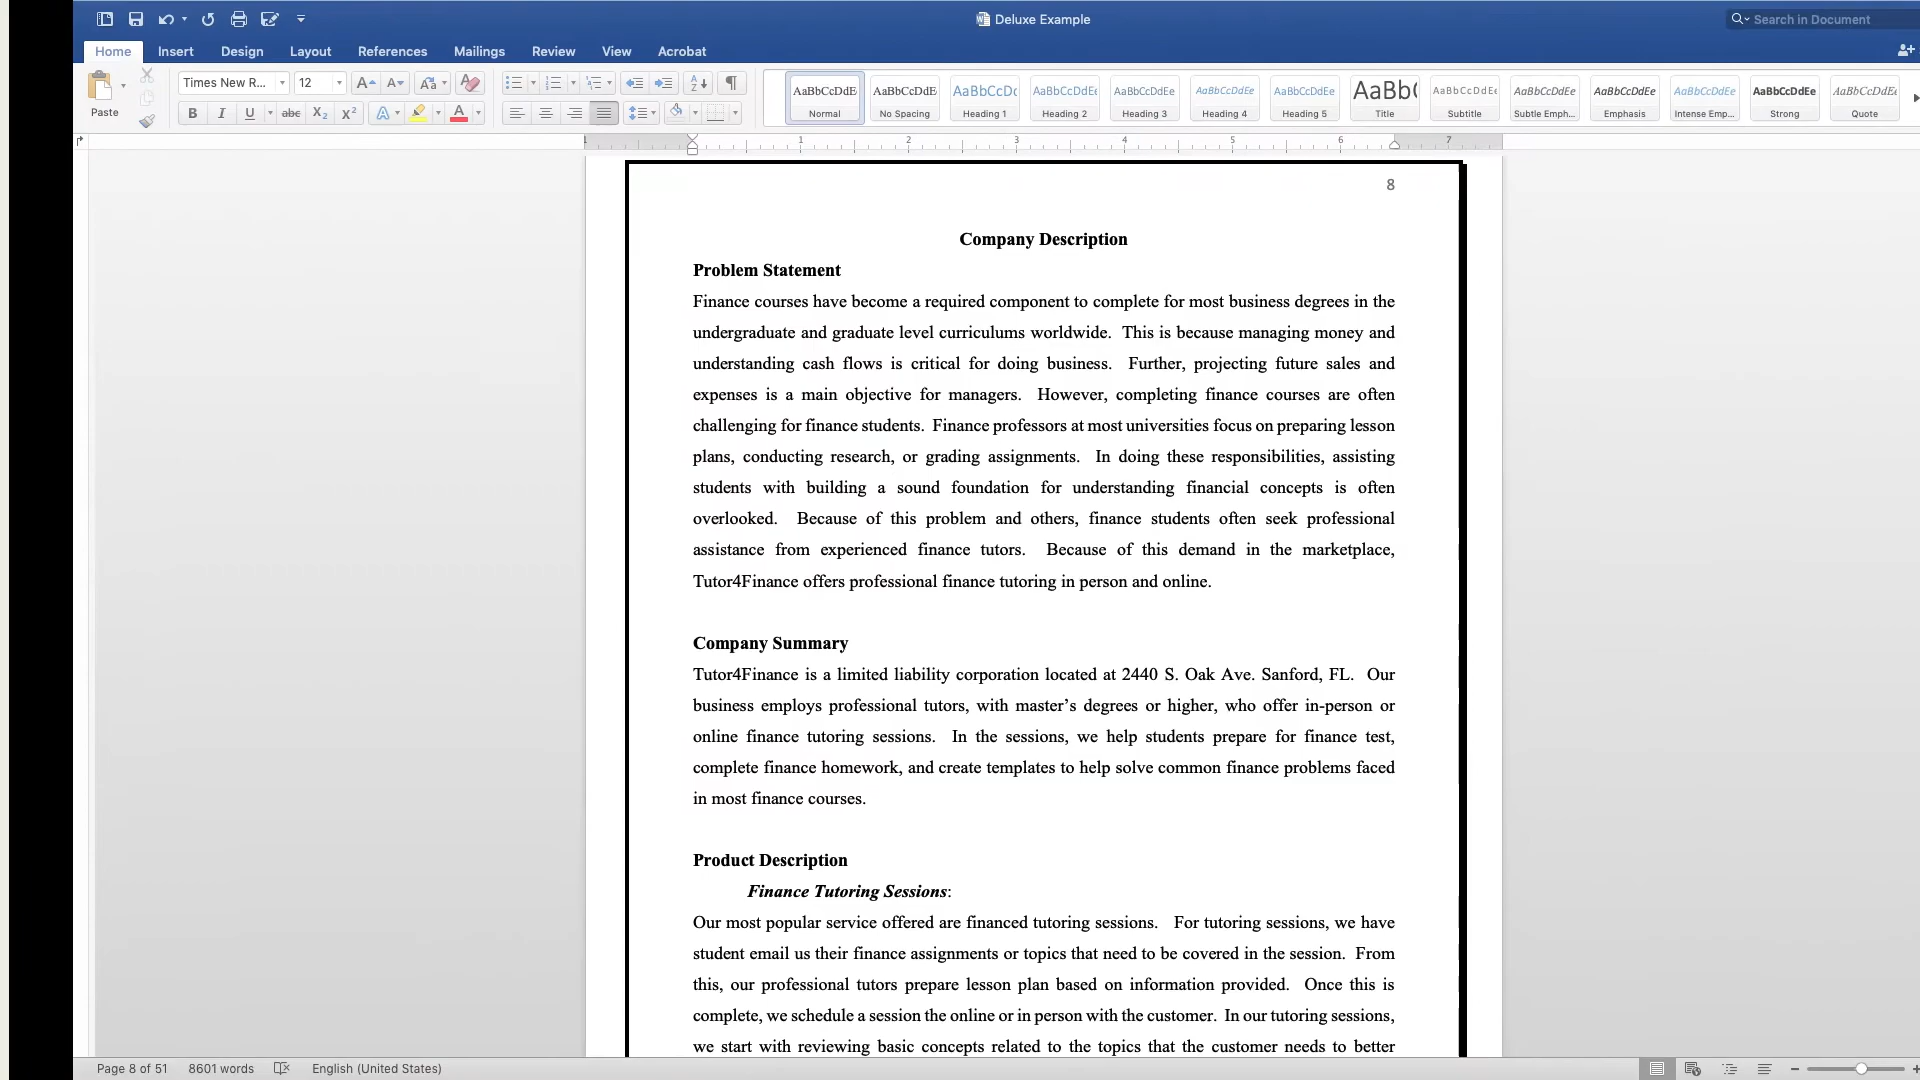 Deluxe Example
Search in Document
Home Insert Design Layout References Mailings Review View Acrobat
Paste
Times New R... 12
AaBbCcDdE AaBbCcDdE AaBbCcDc AaBbCcDdEe AaBbCcDdEe AaBbCcDdEe AaBbCcDdEe AaBb( AaBbCcDdEe AaBbCcDdEe AaBbCcDdEe AaBbCcDdEe AaBbCcDdEe AaBbCcDdEe
Normal No Spacing Heading 1 Heading 2 Heading 3 Heading 4 Heading 5 Title Subtitle Subtle Emph... Emphasis Intense Emp... Strong Quote
1 1 2 3 4 5 6 7
8
Company Description
Problem Statement
Finance courses have become a required component to complete for most business degrees in the
undergraduate and graduate level curriculums worldwide. This is because managing money and
understanding cash flows is critical for doing business. Further, projecting future sales and
expenses is a main objective for managers. However, completing finance courses are often
challenging for finance students. Finance professors at most universities focus on preparing lesson
plans, conducting research, or grading assignments. In doing these responsibilities, assisting
students with building a sound foundation for understanding financial concepts is often
overlooked. Because of this problem and others, finance students often seek professional
assistance from experienced finance tutors. Because of this demand in the marketplace,
Tutor4Finance offers professional finance tutoring in person and online.
Company Summary
Tutor4Finance is a limited liability corporation located at 2440 S. Oak Ave. Sanford, FL. Our
business employs professional tutors, with master’s degrees or higher, who offer in-person or
online finance tutoring sessions. In the sessions, we help students prepare for finance test,
complete finance homework, and create templates to help solve common finance problems faced
in most finance courses.
Product Description
Finance Tutoring Sessions:
Our most popular service offered are financed tutoring sessions. For tutoring sessions, we have
student email us their finance assignments or topics that need to be covered in the session. From
this, our professional tutors prepare lesson plan based on information provided. Once this is
complete, we schedule a session the online or in person with the customer. In our tutoring sessions,
we start with reviewing basic concepts related to the topics that the customer needs to better
Page 8 of 51 8601 words English (United States)